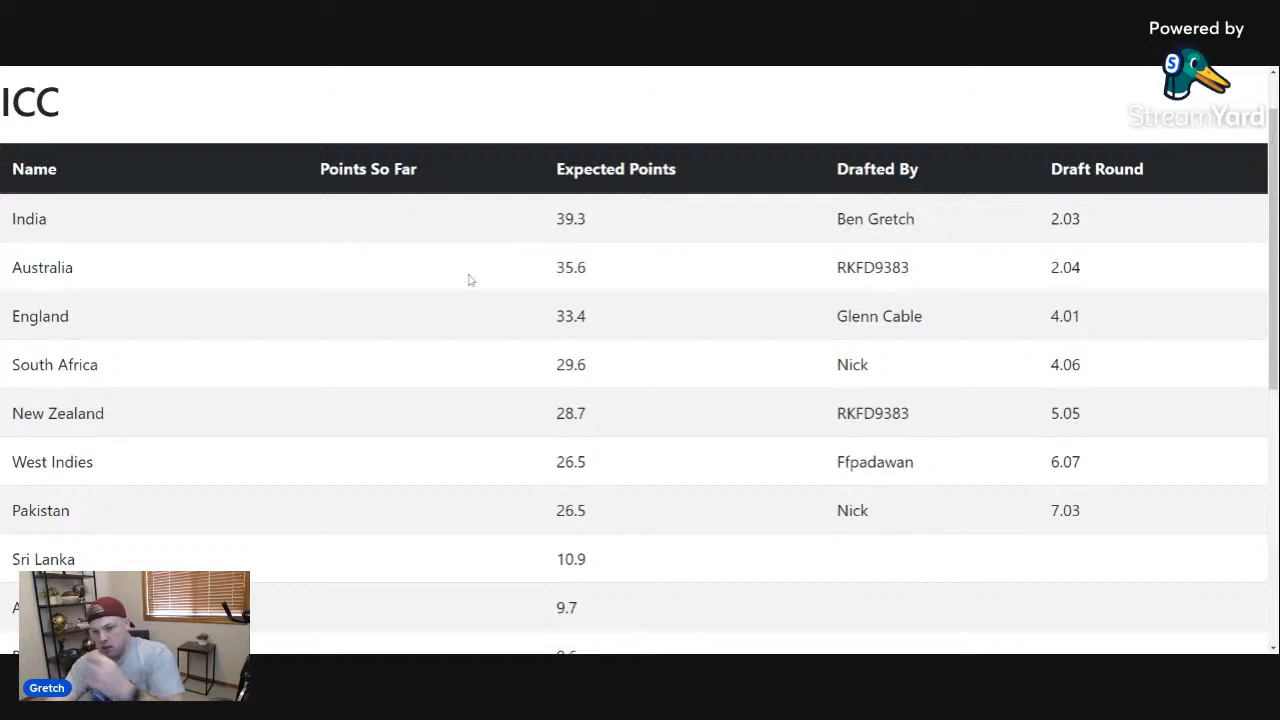 Powered by
S
StreamYard
ICC
Name Points So Far Expected Points Drafted By Draft Round
India 39.3 Ben Gretch 2.03
Australia 35.6 RKFD9383 2.04
England 33.4 Glenn Cable 4.01
South Africa 29.6 Nick 4.06
New Zealand 28.7 RKFD9383 5.05
West Indies 26.5 Ffpadawan 6.07
Pakistan 26.5 Nick 7.03
Sri Lanka 10.9
9.7
Gretch